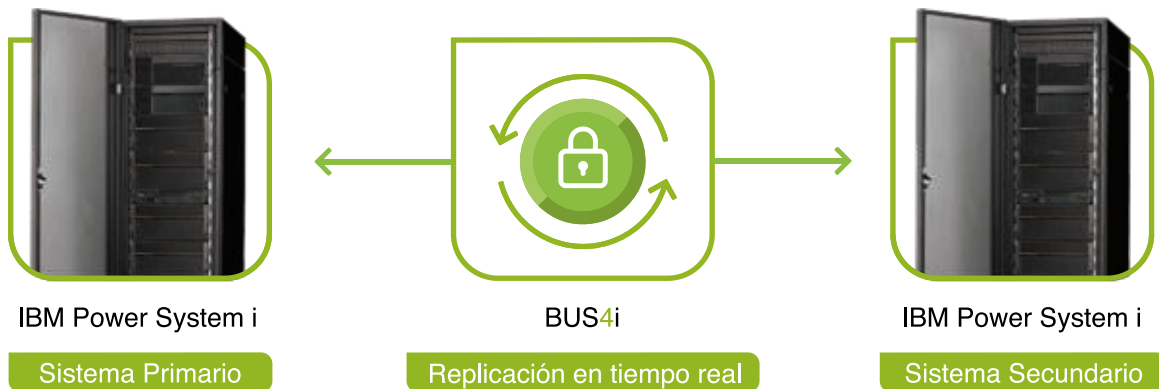 IBM Power System i
BUS4i
IBM Power System i
Sistema Primario
Replicación en tiempo real
Sistema Secundario